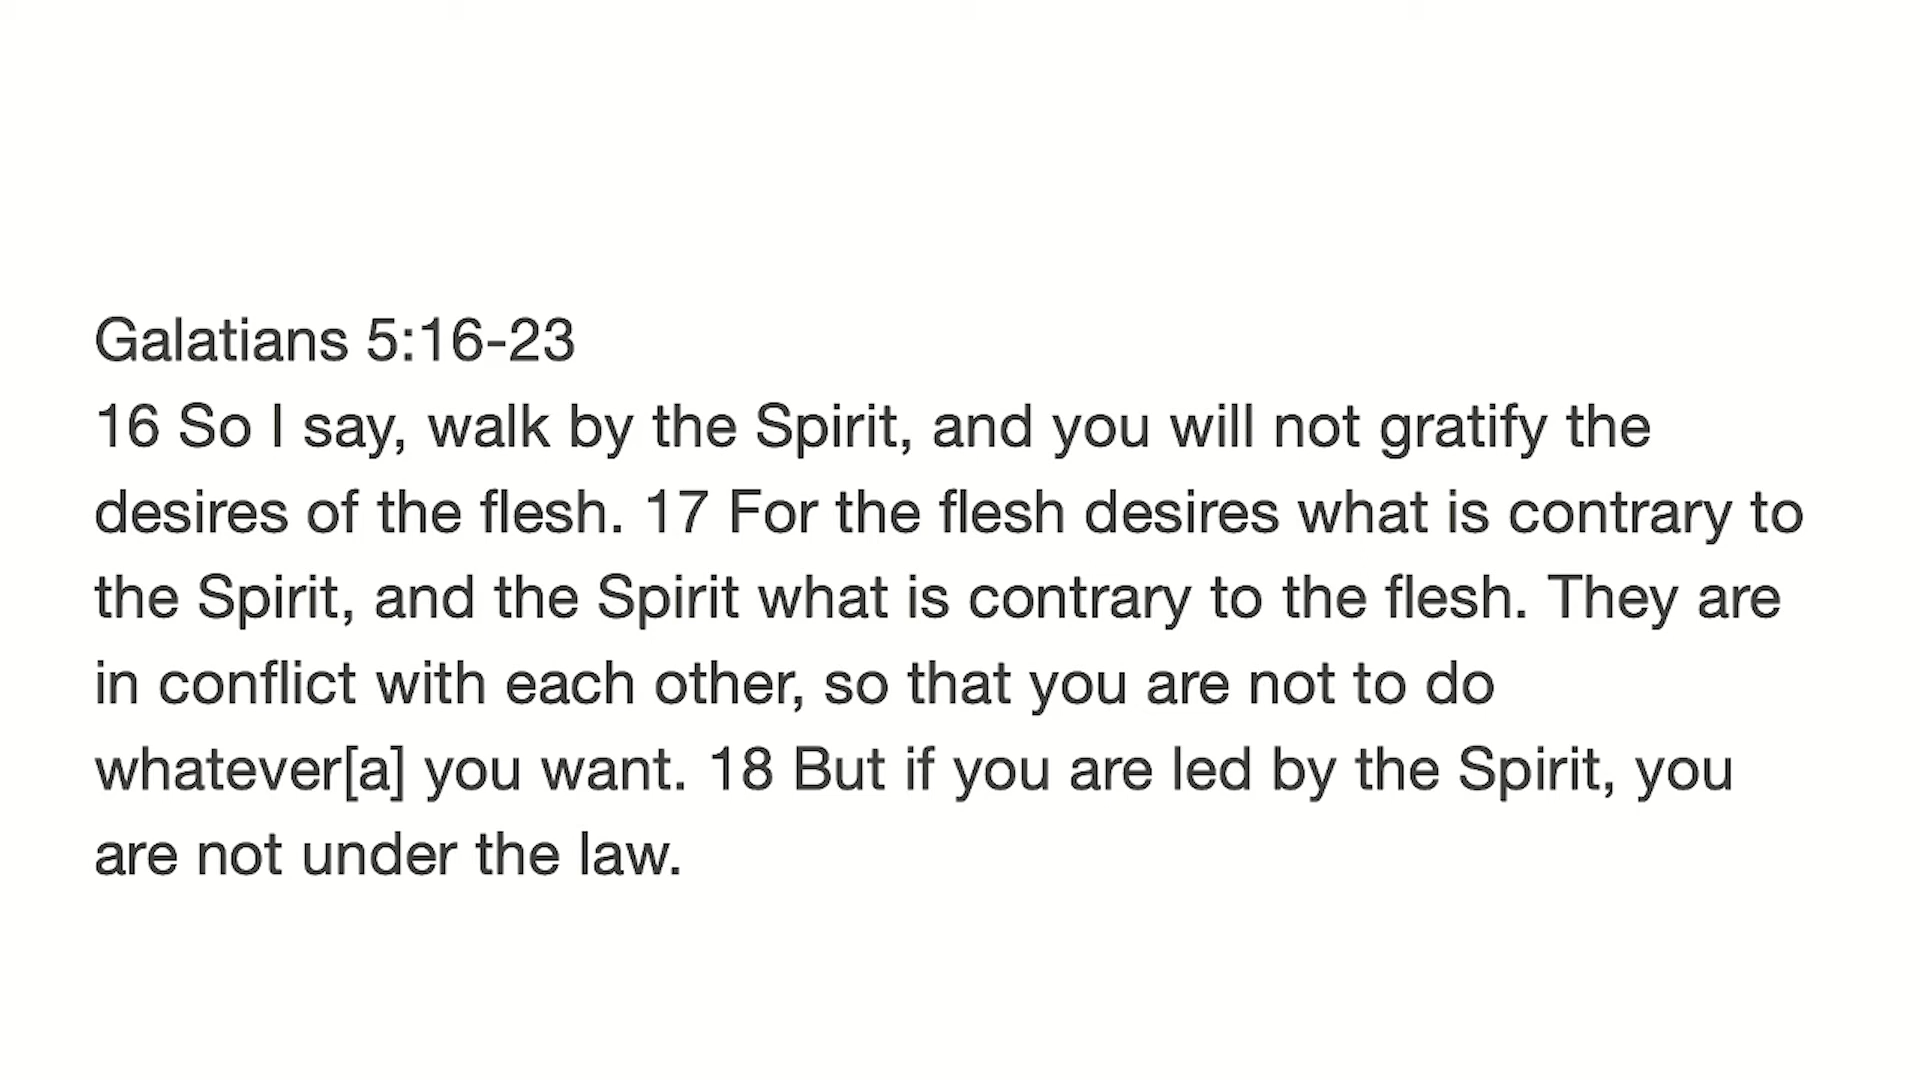 Galatians 5:16-23
16 So I say, walk by the Spirit, and you will not gratify the
desires of the flesh. 17 For the flesh desires what is contrary to
the Spirit, and the Spirit what is contrary to the flesh. They are
in conflict with each other, so that you are not to do
whatever[a] you want. 18 But if you are led by the Spirit, you
are not under the law.